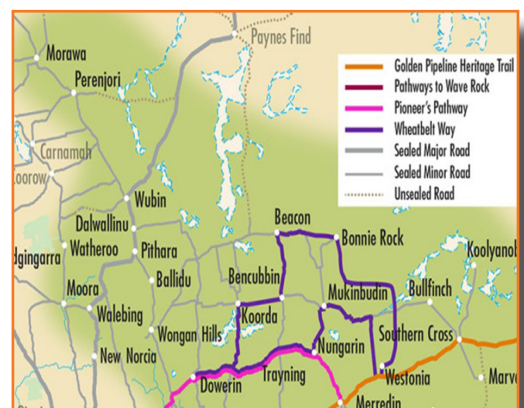 Paynes Find
Morawa
Perenjori
Golden Pipeline Heritage Trail
Pathways to Wave Rock
Pioneer's Pathway
Wheatbelt Way
Sealed Major Road
Sealed Minor Road
Unsealed Road
Carnamah
oorow
Wubin
Dalwallinu
Beacon
Bonnie Rock
dgingarra
Watheroo
Pithara
Koolyanob
Ballidu
Bencubbin
Moora
Mukinbudin
Bullfinch
Walebing
Koorda
Wongan Hills
Southern Cross
Nungarin
New Norcia
Trayning
Westonia
Marv
Dowerin
Merredin